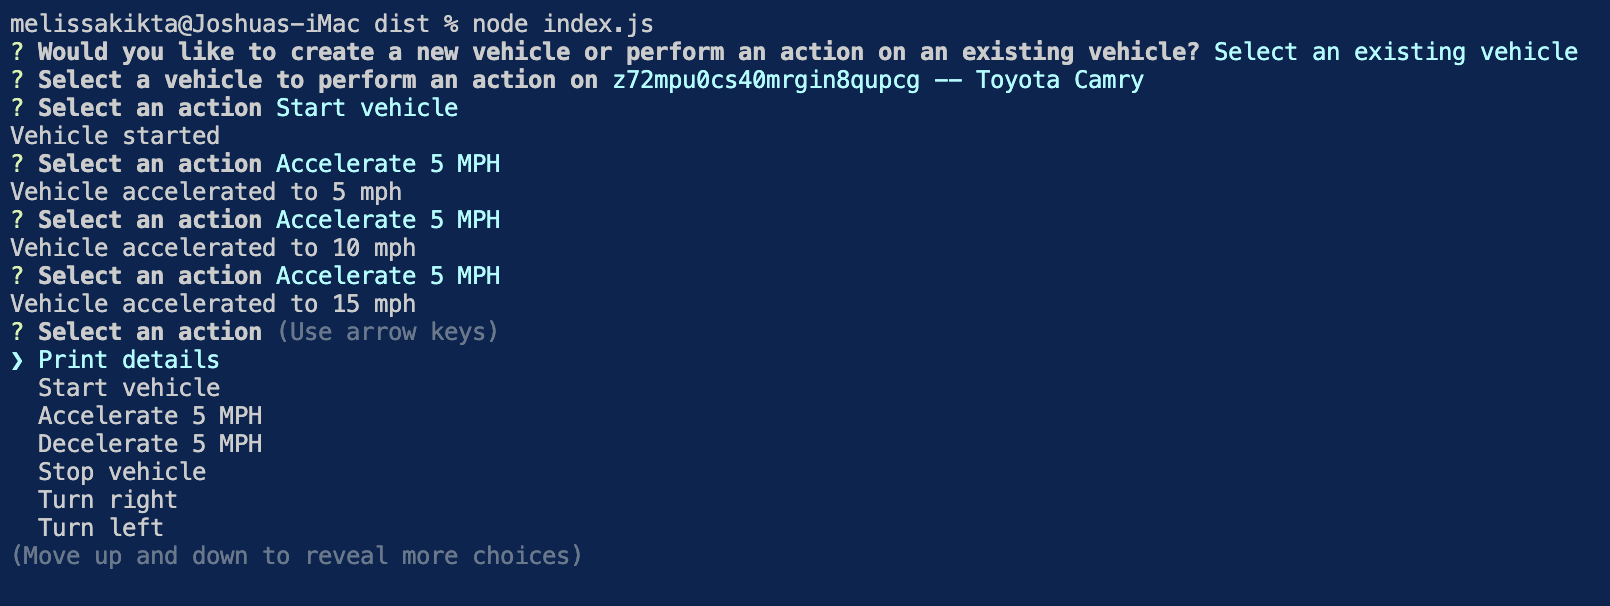 melissakikta@Joshuas-iMac dist % node index.js
? Would you like to create a new vehicle or perform an action on an existing vehicle? Select an existing vehicle
? Select a vehicle to perform an action on z72mpu0cs40mrgin8qupcg -- Toyota Camry
? Select an action Start vehicle
Vehicle started
? Select an action Accelerate 5 MPH
Vehicle accelerated to 5 mph
? Select an action Accelerate 5 MPH
Vehicle accelerated to 10 mph
? Select an action Accelerate 5 MPH
Vehicle accelerated to 15 mph
? Select an action (Use arrow keys)
❯ Print details
Start vehicle
Accelerate 5 MPH
Decelerate 5 MPH
Stop vehicle
Turn right
Turn left
(Move up and down to reveal more choices)